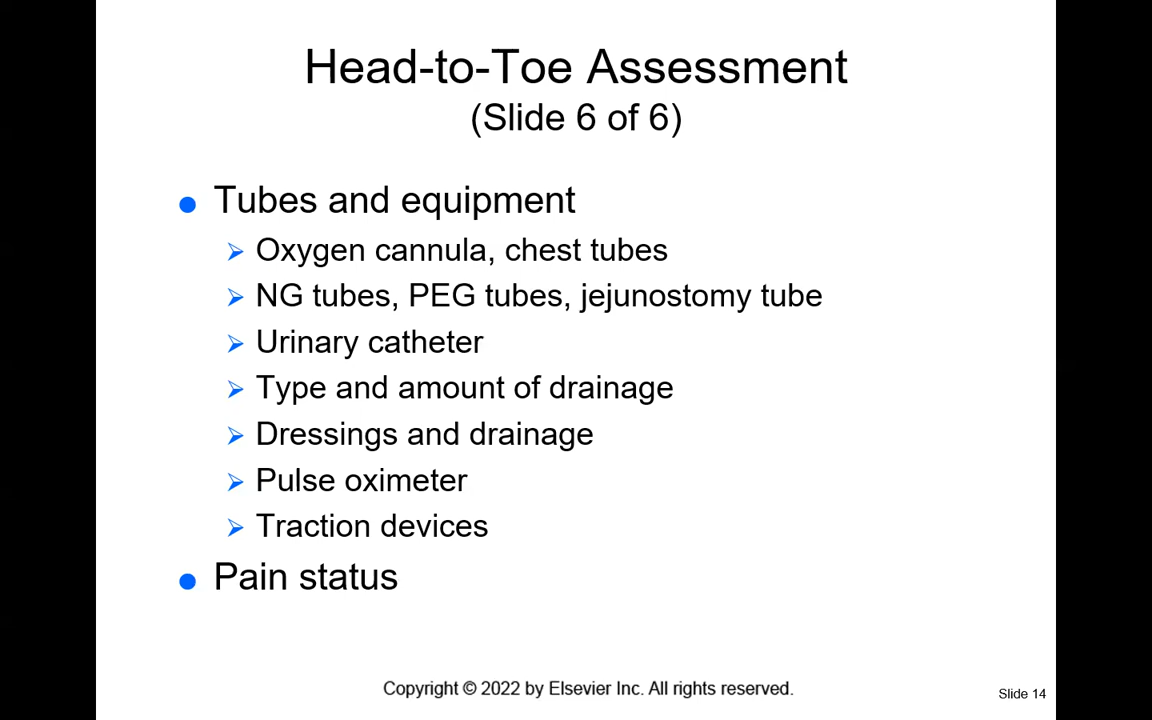 Head-to-Toe Assessment
(Slide 6 of 6)
Tubes and equipment
Oxygen cannula, chest tubes
NG tubes, PEG tubes, jejunostomy tube
Urinary catheter
Type and amount of drainage
Dressings and drainage
Pulse oximeter
Traction devices
Pain status
Copyright © 2022 by Elsevier Inc. All rights reserved.
Slide 14